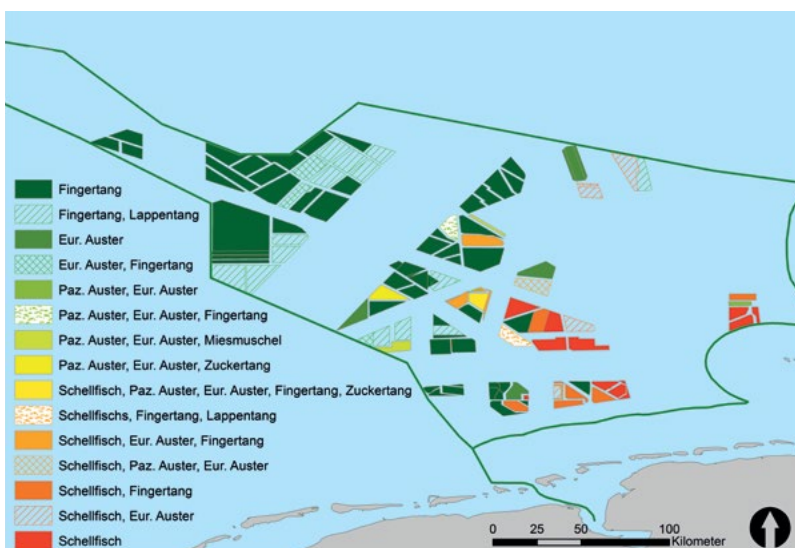 Fingertang
Fingertang, Lappentang
Eur. Auster
Eur. Auster, Fingertang
Paz. Auster, Eur. Auster
Paz. Auster, Eur. Auster, Fingertang
Paz. Auster, Eur. Auster, Miesmuschel
Paz. Auster, Eur. Auster, Zuckertang
Schellfisch, Paz. Auster, Eur. Auster, Fingertang, Zuckertang
Schellfischs, Fingertang, Lappentang
Schellfisch, Eur. Auster, Fingertang
Schellfisch, Paz. Auster, Eur. Auster
Schellfisch, Fingertang
Schellfisch, Eur. Auster
Schellfisch
0 25 50 100
Kilometer